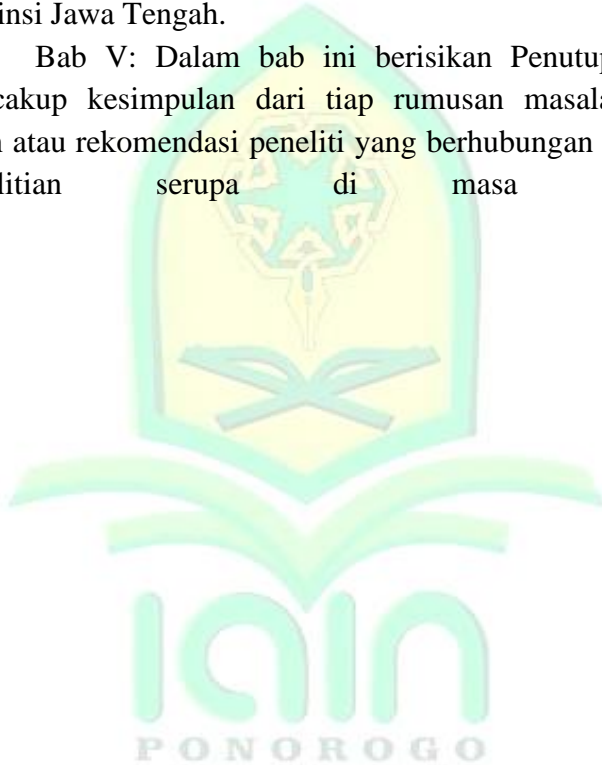 insi Jawa Tengah.
Bab V: Dalam bab ini berisikan Penutup
cakup kesimpulan dari tiap rumusan masala
atau rekomendasi peneliti yang berhubungan
litian serupa di masa
iain
PONOROGO